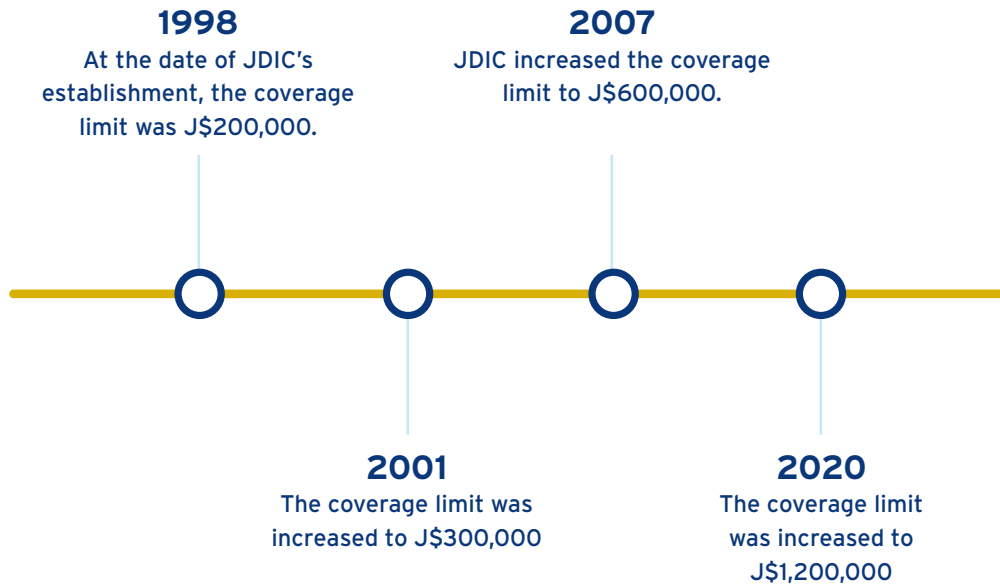 1998
At the date of JDIC's
establishment, the coverage
limit was J$200,000.
2001
The coverage limit was
increased to J$300,000
2007
JDIC increased the coverage
limit to J$600,000.
2020
The coverage limit
was increased to
J$1,200,000